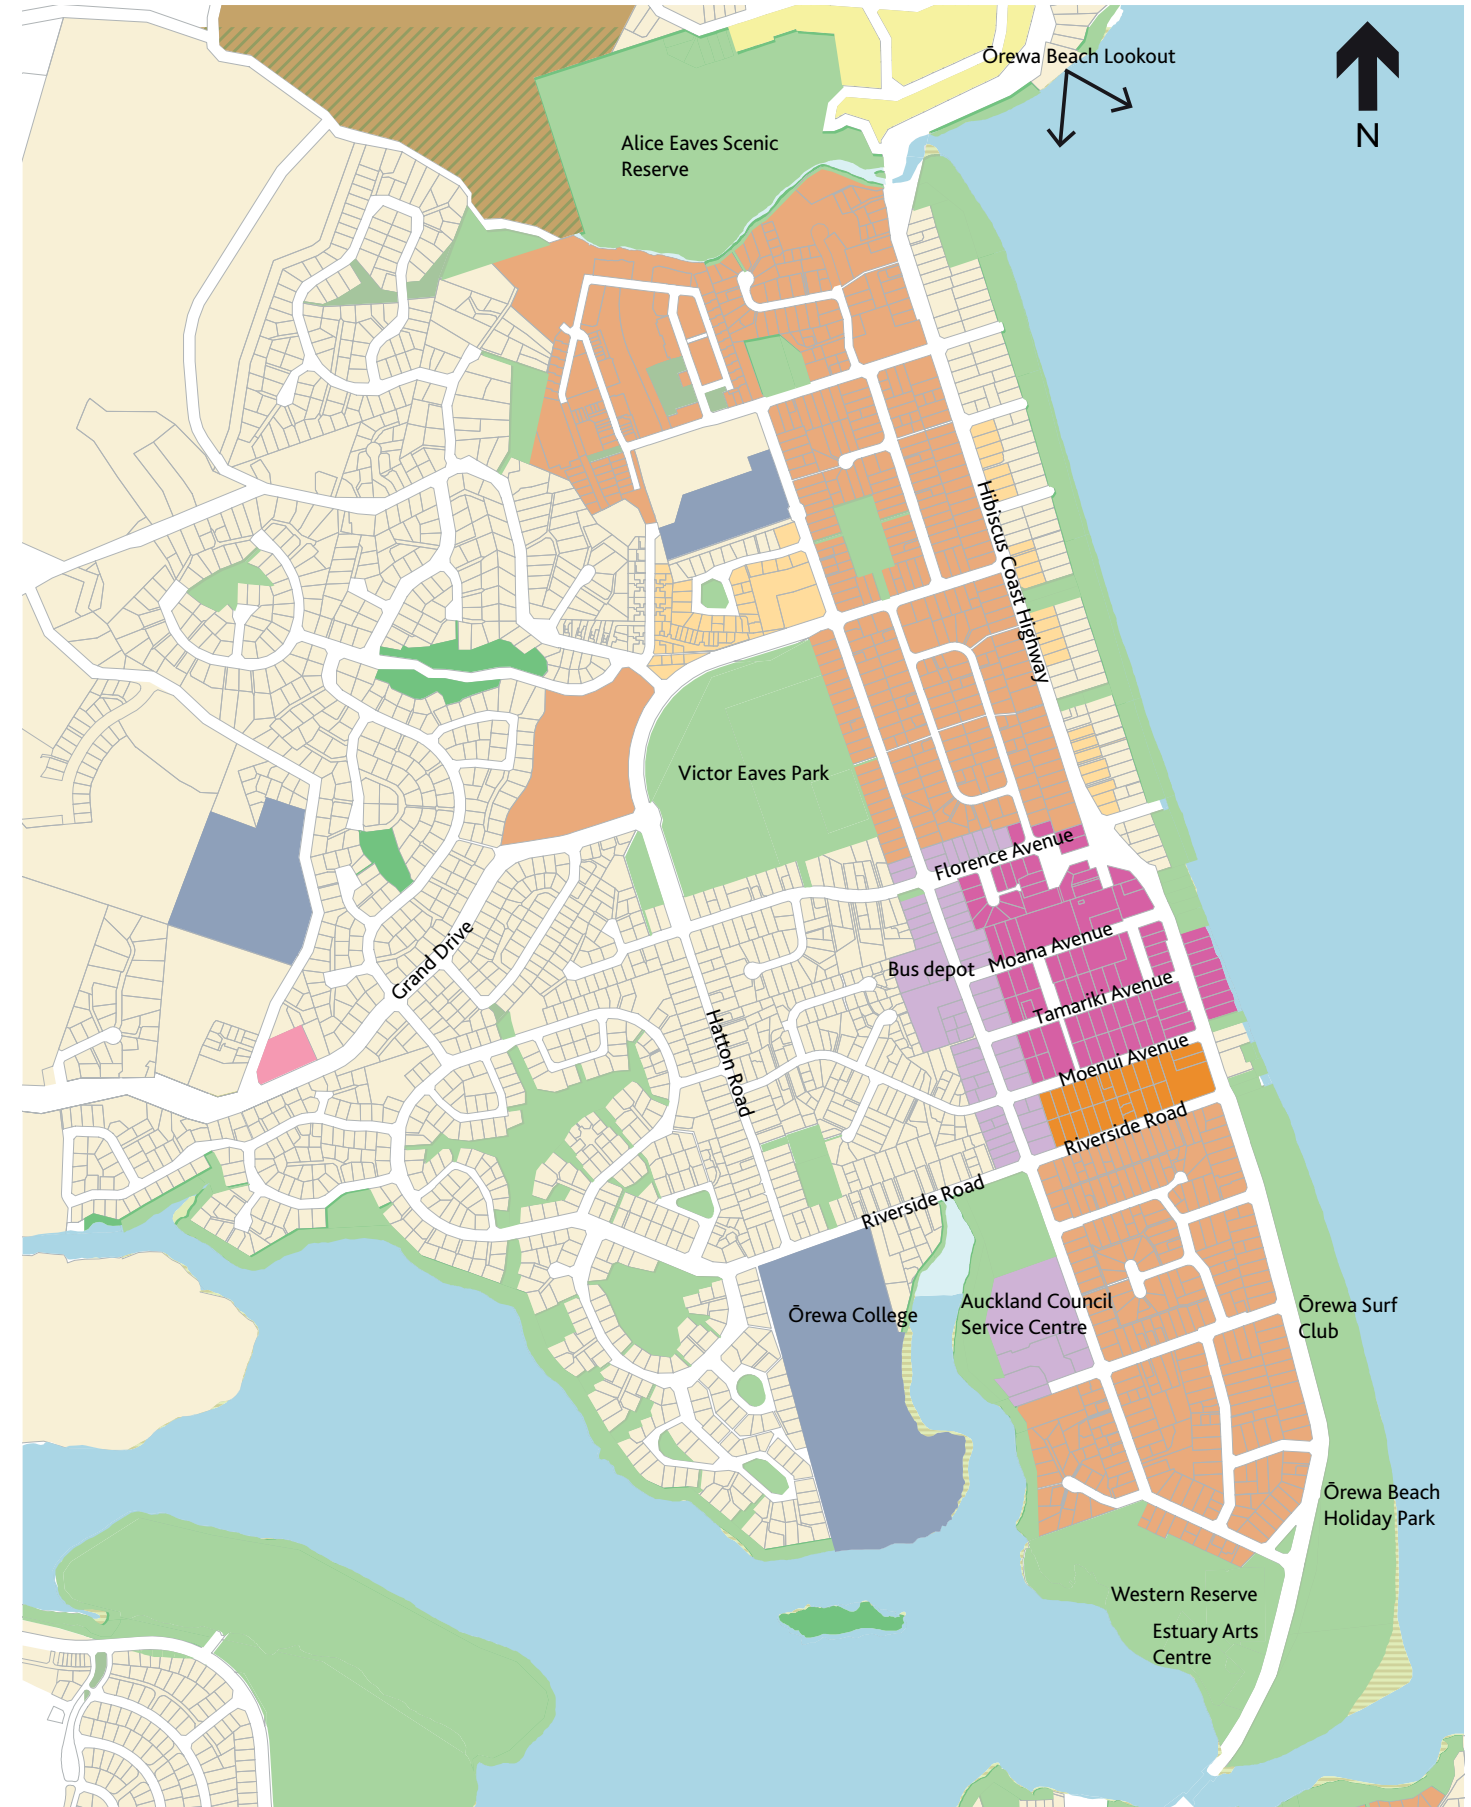 Ōrewa Beach Lookout
N
Alice Eaves Scenic
Reserve
Hibiscus Coast Highway
Victor Eaves Park
Florence Avenue
Grand Drive
Bus depot
Moana Avenue
Tamariki Avenue
Hatton Road
Moenui Avenue
Riverside Road
Riverside Road
Ōrewa College
Auckland Council
Service Centre
Ōrewa Surf
Club
Ōrewa Beach
Holiday Park
Western Reserve
Estuary Arts
Centre